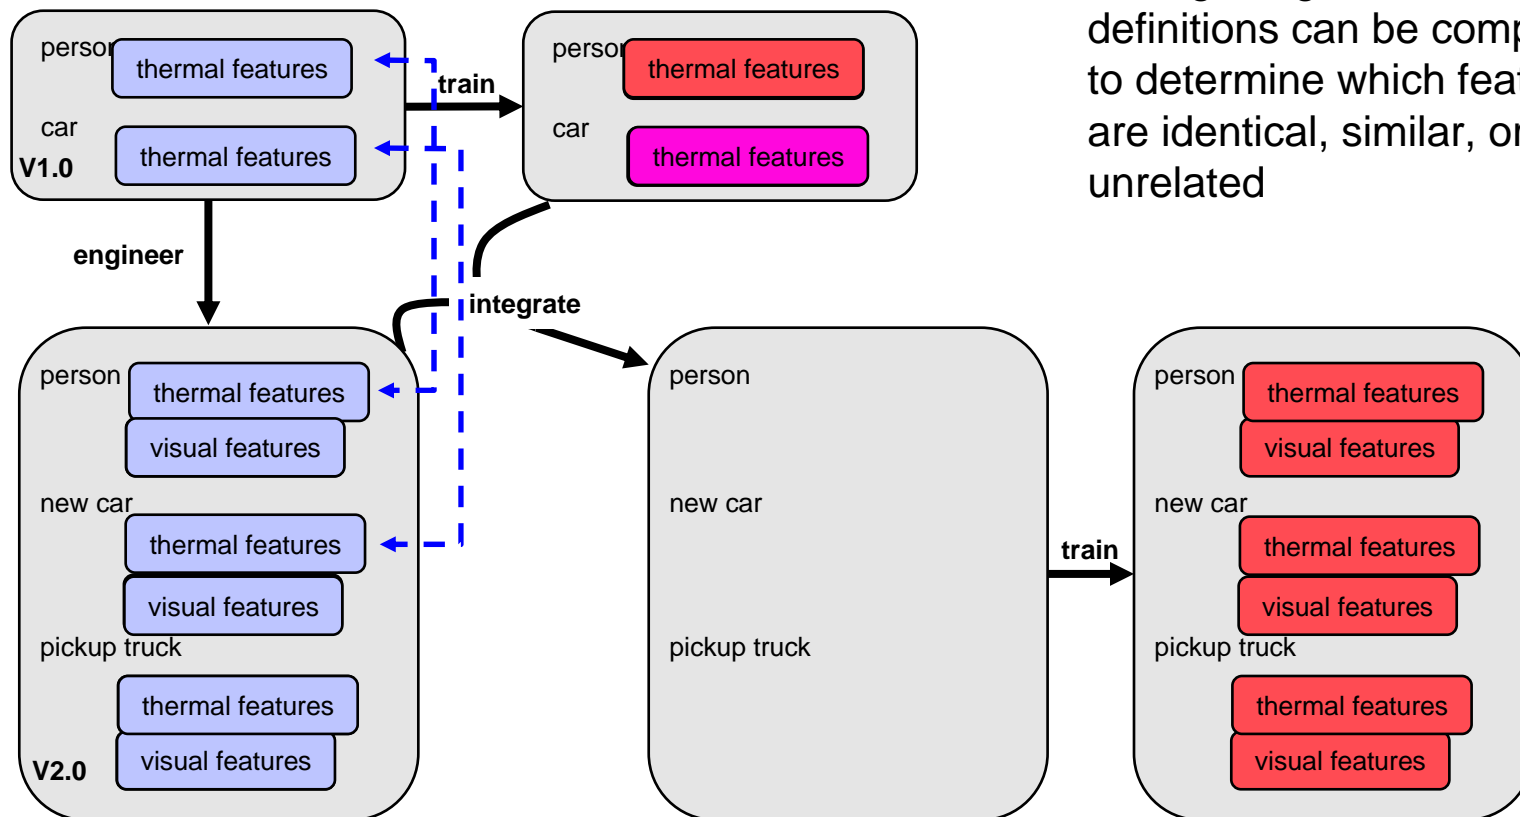 person
thermal features
car
thermal features
V1.0
train
person
thermal features
car
thermal features
definitions can be
to determine which
are identical, similar, or
unrelated
engineer
integrate
person
thermal features
visual features
new car
thermal features
visual features
pickup truck
thermal features
visual features
V2.0
person
new car
pickup truck
train
person
thermal features
visual features
new car
thermal features
visual features
pickup truck
thermal features
visual features